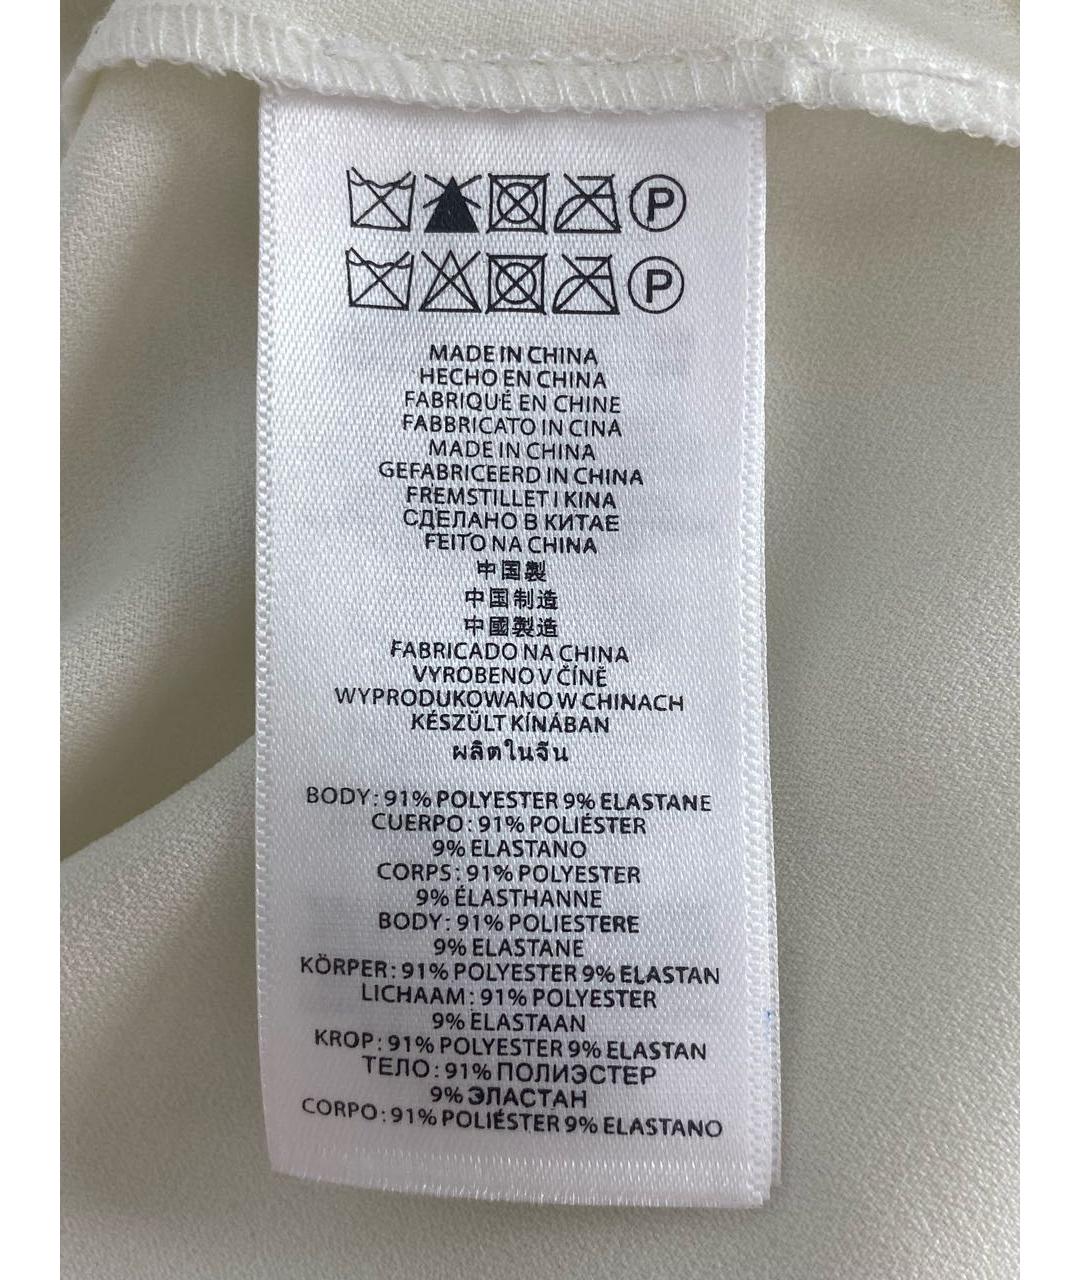 P
P
MADE IN CHINA
HECHO EN CHINA
FABRIQUÉ EN CHINE
FABBRICATO IN CINA
MADE IN CHINA
GEFABRICEERD IN CHINA
FREMSTILLET I KINA
СДЕЛАНО В КИТАЕ
FEITO NA CHINA
中国製
中国制造
中國製造
FABRICADO NA CHINA
VYROBENO V ČÍNĚ
WYPRODUKOWANO W CHINACH
KÉSZÜLT KÍNÁBAN
ผลิตในจีน
BODY: 91% POLYESTER 9% ELASTANE
CUERPO: 91% POLIÉSTER
9% ELASTANO
CORPS: 91% POLYESTER
9% ÉLASTHANNE
BODY: 91% POLIESTERE
9% ELASTANE
KÖRPER: 91% POLYESTER 9% ELASTAN
LICHAAM: 91% POLYESTER
9% ELASTAAN
KROP: 91% POLYESTER 9% ELASTAN
ТЕЛО: 91% ПОЛИЭСТЕР
9% ЭЛАСТАН
CORPO: 91% POLIÉSTER 9% ELASTANO